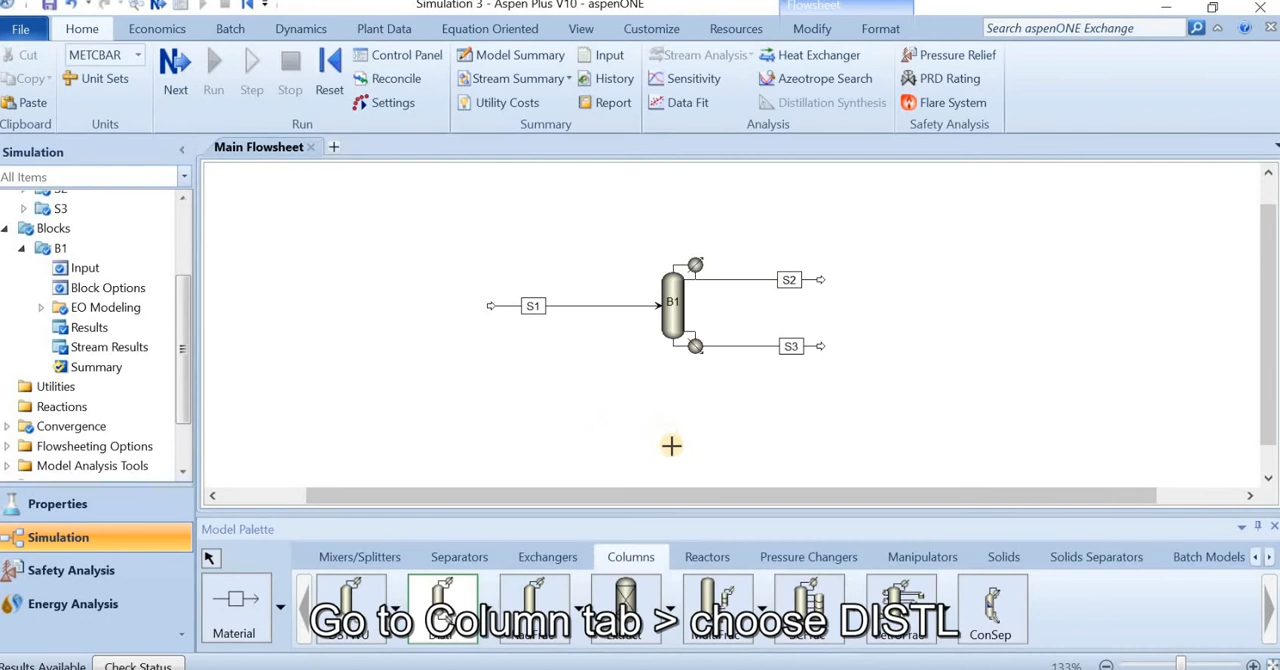 Simulation 3 - Aspen Plus V10 - aspenONE
Flowsheet
File Home Economics Batch Dynamics Plant Data Equation Oriented View Customize Resources Modify Format Search aspenONE Exchange
Cut METCBAR Next Run Step Stop Reset Control Panel Model Summary Input Stream Analysis Heat Exchanger Pressure Relief
Copy Unit Sets Reconcile Stream Summary History Sensitivity Azeotrope Search PRD Rating
Paste Settings Utility Costs Report Data Fit Distillation Synthesis Flare System
Clipboard Units Run Summary Analysis Safety Analysis
Simulation
All Items
Main Flowsheet
S2
S3
Blocks
B1
Input
Block Options
EO Modeling
Results
Stream Results
Summary
Utilities
Reactions
Convergence
Flowsheeting Options
Model Analysis Tools
Properties
Simulation
Safety Analysis
Energy Analysis
S1
B1
S2
S3
Model Palette
Mixers/Splitters Separators Exchangers Columns Reactors Pressure Changers Manipulators Solids Solids Separators Batch Models
Material
ConSep
Go to Column tab > choose DISTL
Results Available Check Status 133%